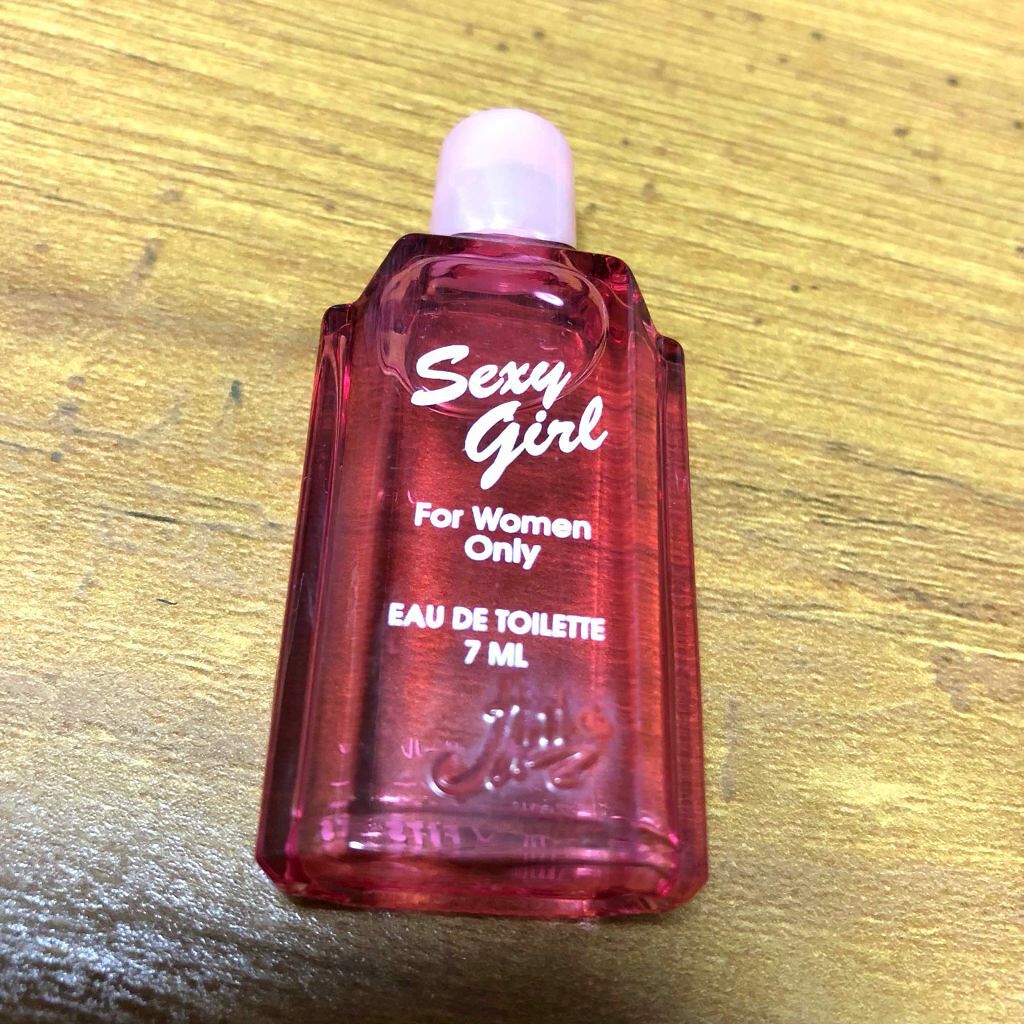 Sexy
Girl
For Women
Only
EAU DE TOILETTE
7 ML